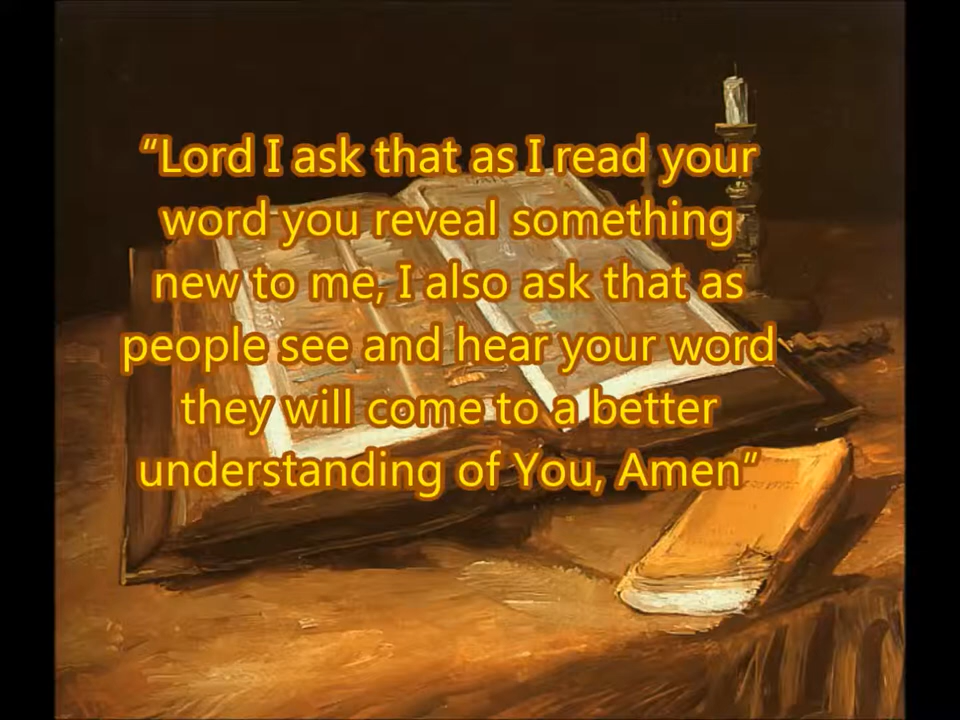 “Lord I ask that as I read your
word you reveal something
new to me, I also ask that as
people see and hear your word
they will come to a better
understanding of You, Amen”